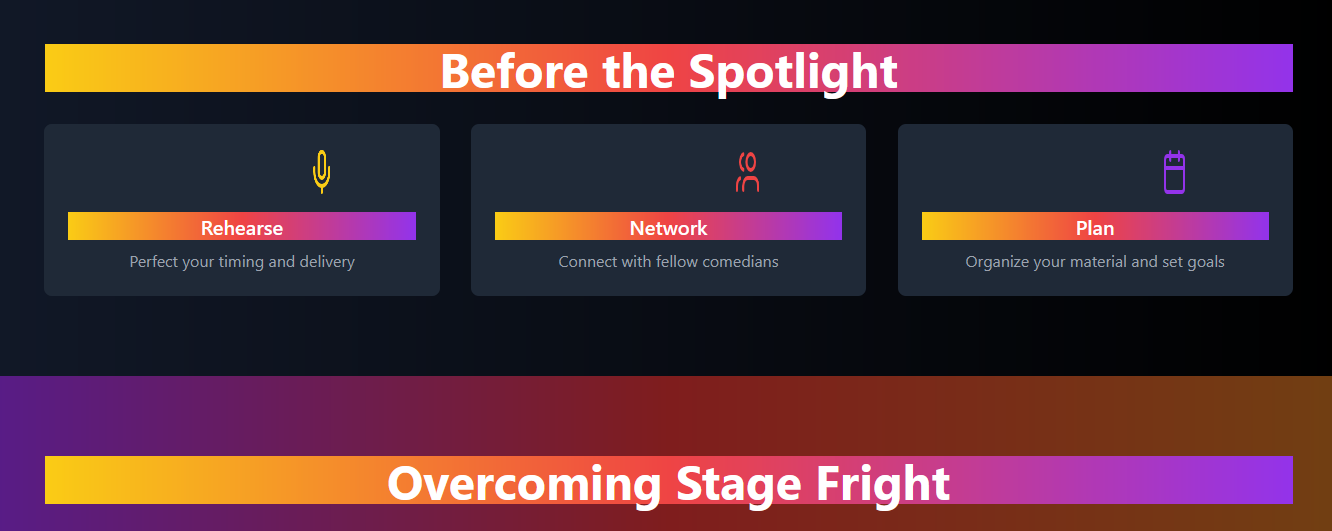 Before the Spotlight
Rehearse
Perfect your timing and delivery
Network
Connect with fellow comedians
Plan
Organize your material and set goals
Overcoming Stage Fright